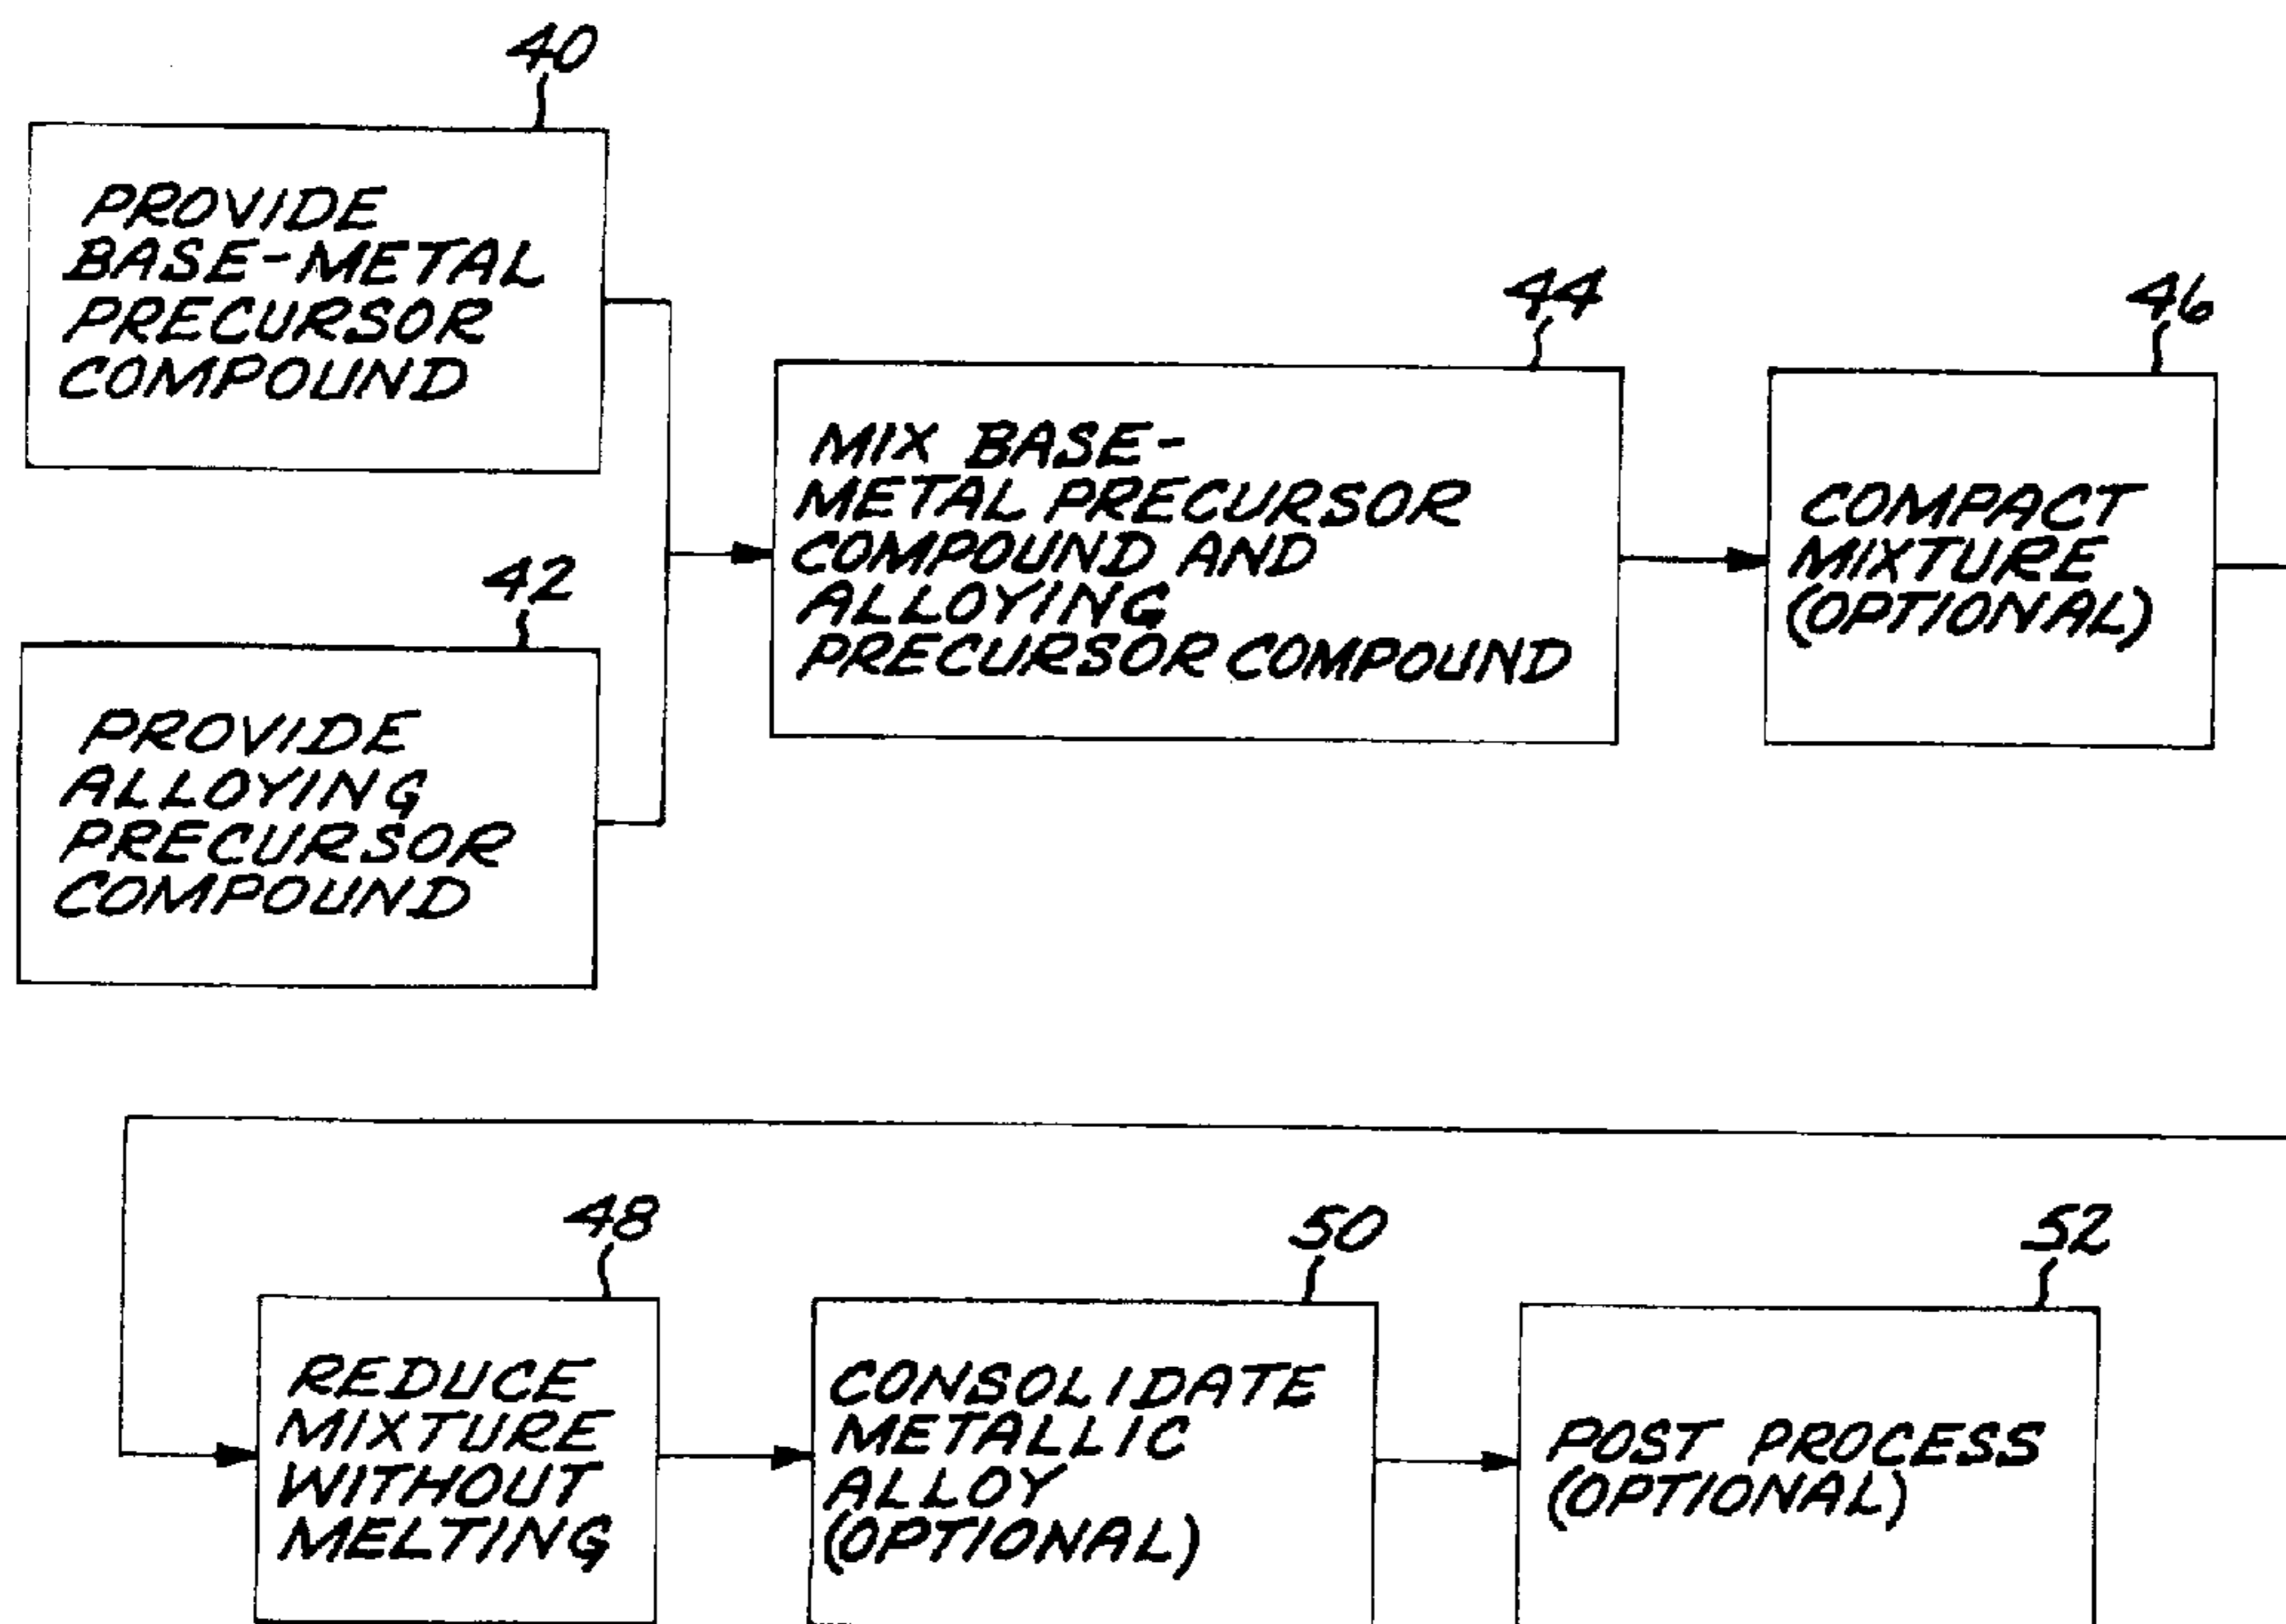 40
PROVIDE
BASE-METAL
PRECURSOR
COMPOUND
42
PROVIDE
ALLOYING
PRECURSOR
COMPOUND
44
MIX BASE-
METAL PRECURSOR
COMPOUND AND
ALLOYING
PRECURSOR COMPOUND
46
COMPACT
MIXTURE
(OPTIONAL)
48
REDUCE
MIXTURE
WITHOUT
MELTING
50
CONSOLIDATE
METALLIC
ALLOY
(OPTIONAL)
52
POST PROCESS
(OPTIONAL)